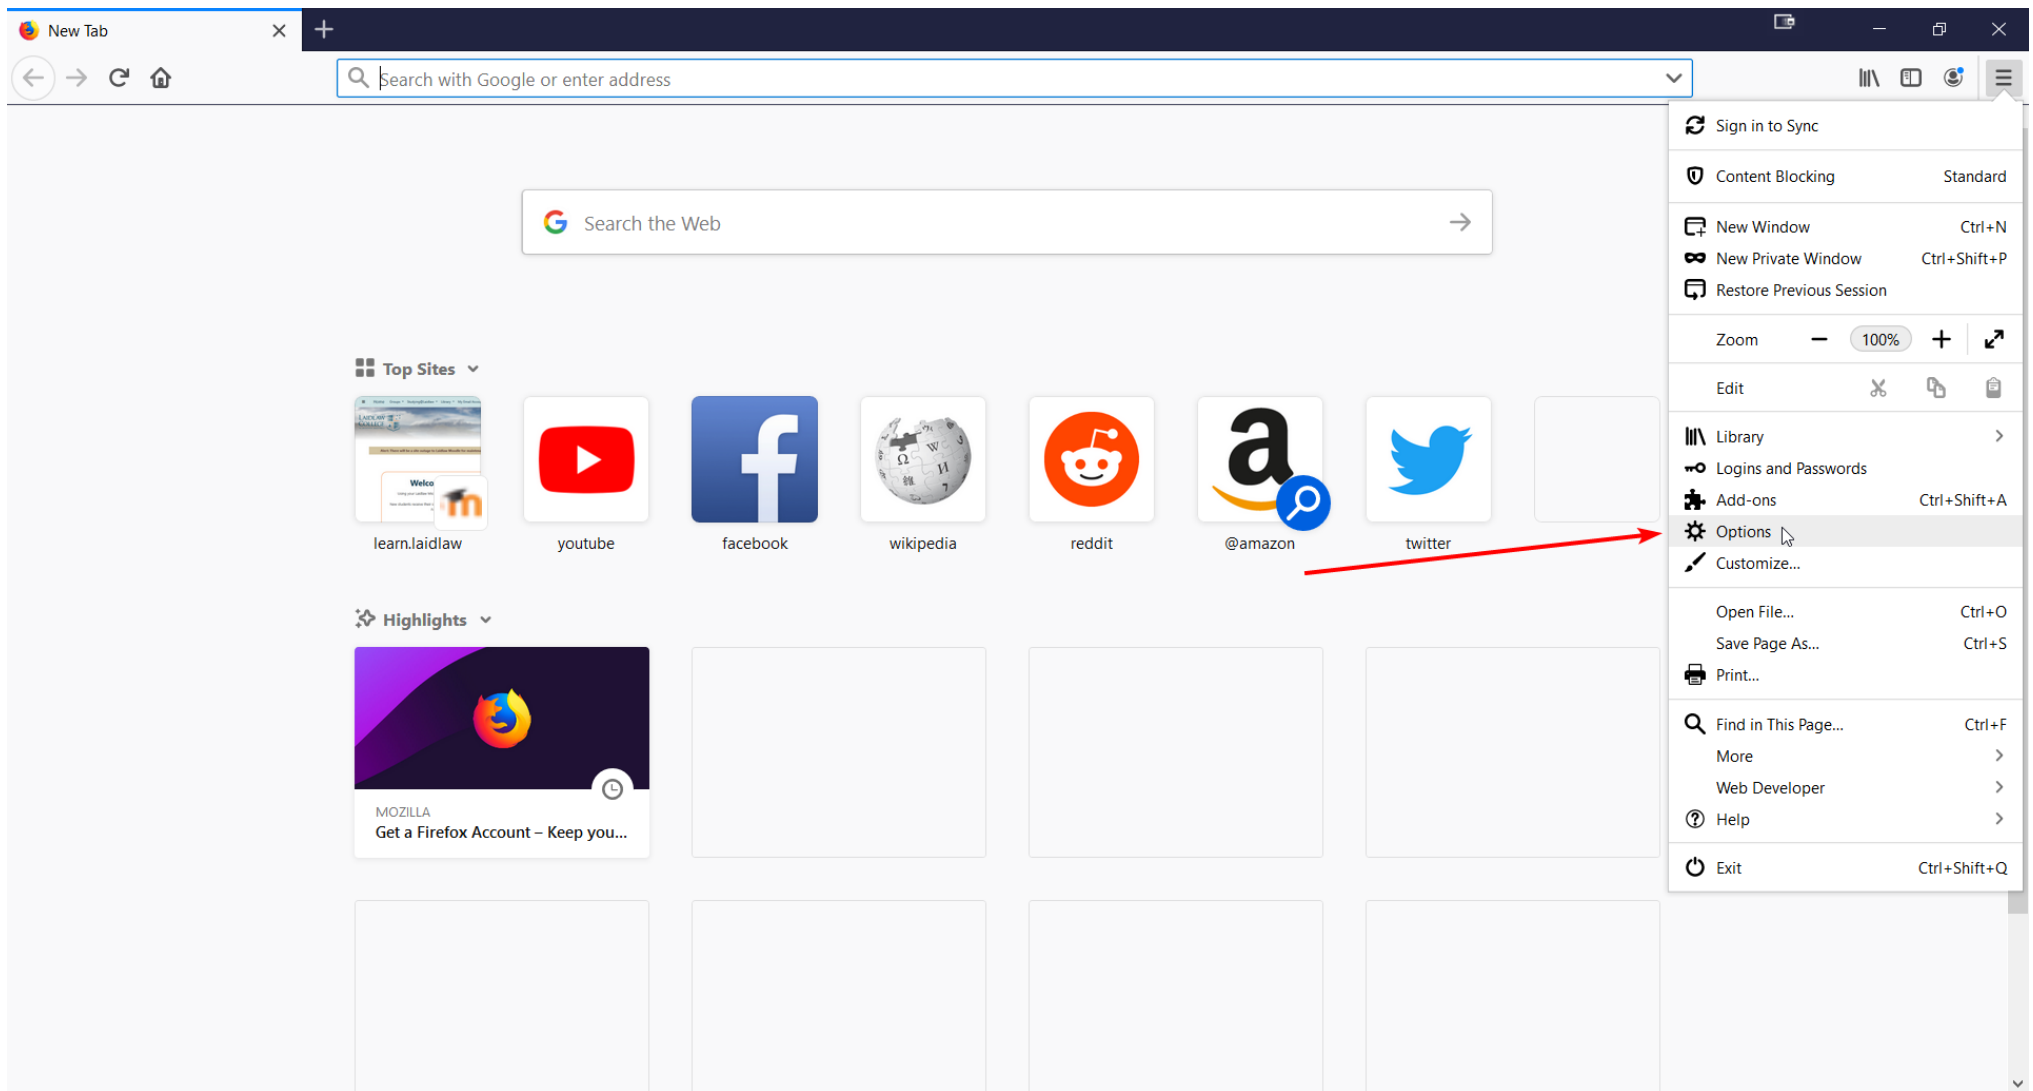 New Tab
Search with Google or enter address
Sign in to Sync
Content Blocking Standard
New Window Ctrl+N
New Private Window Ctrl+Shift+P
Restore Previous Session
Zoom 100%
Edit
Library
Logins and Passwords
Add-ons Ctrl+Shift+A
Options
Customize...
Open File... Ctrl+O
Save Page As... Ctrl+S
Print...
Find in This Page... Ctrl+F
More
Web Developer
Help
Exit Ctrl+Shift+Q
Search the Web
Top Sites
LAIDLAW
COLLEGE
learn.laidlaw
youtube
facebook
wikipedia
reddit
@amazon
twitter
Highlights
MOZILLA
Get a Firefox Account – Keep you...